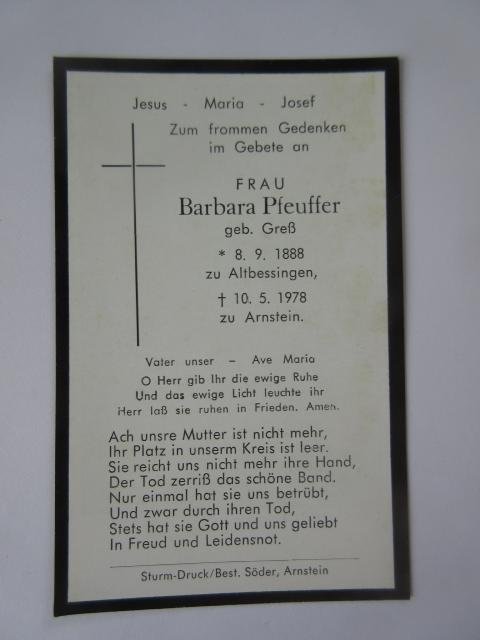 Jesus - Maria - Josef
Zum frommen Gedenken
im Gebete an
FRAU
Barbara Pfeuffer
geb. Greß
* 8. 9. 1888
zu Altbessingen,
† 10. 5. 1978
zu Arnstein.
Vater unser – Ave Maria
O Herr gib Ihr die ewige Ruhe
Und das ewige Licht leuchte ihr
Herr laß sie ruhen in Frieden. Amen.
Ach unsre Mutter ist nicht mehr,
Ihr Platz in unserm Kreis ist leer.
Sie reicht uns nicht mehr ihre Hand,
Der Tod zerriß das schöne Band.
Nur einmal hat sie uns betrübt,
Und zwar durch ihren Tod,
Stets hat sie Gott und uns geliebt
In Freud und Leidensnot.
Sturm-Druck/Best. Söder, Arnstein